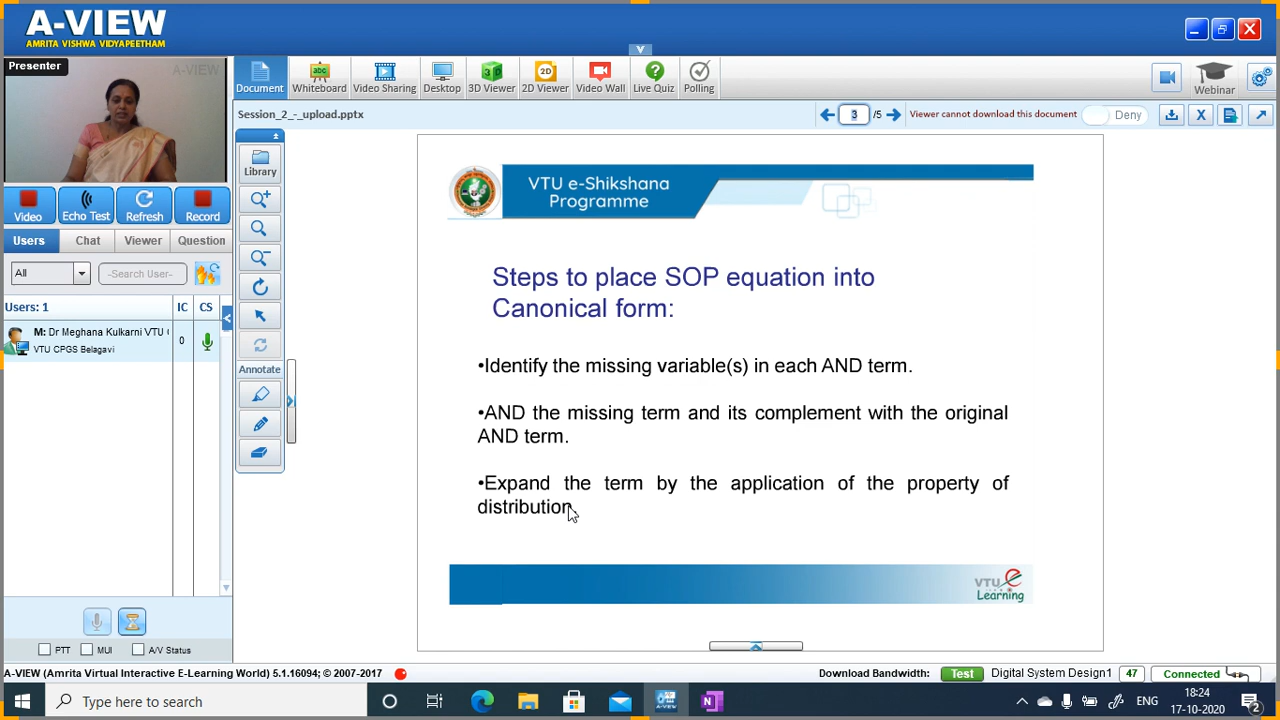 A-VIEW
AMRITA VISHWA VIDYAPEETHAM
Presenter
A-VIEW
Document
Whiteboard
Video Sharing
Desktop
3D Viewer
2D Viewer
Video Wall
Live Quiz
Polling
Webinar
Session_2_-_upload.pptx
3 /5
Viewer cannot download this document
Deny
Library
Video
Echo Test
Refresh
Record
Users
Chat
Viewer
Question
All
-Search User-
Users: 1
IC
CS
M: Dr Meghana Kulkarni VTU
VTU CPGS Belagavi
0
Annotate
VTU e-Shikshana
Programme
Steps to place SOP equation into
Canonical form:
•Identify the missing variable(s) in each AND term.
•AND the missing term and its complement with the original
AND term.
•Expand the term by the application of the property of
distribution.
VTU e
Learning
PTT
MUI
A/V Status
A-VIEW (Amrita Virtual Interactive E-Learning World) 5.1.16094; © 2007-2017
Download Bandwidth:
Test
Digital System Design1
47
Connected
Type here to search
ENG
18:24
17-10-2020
2